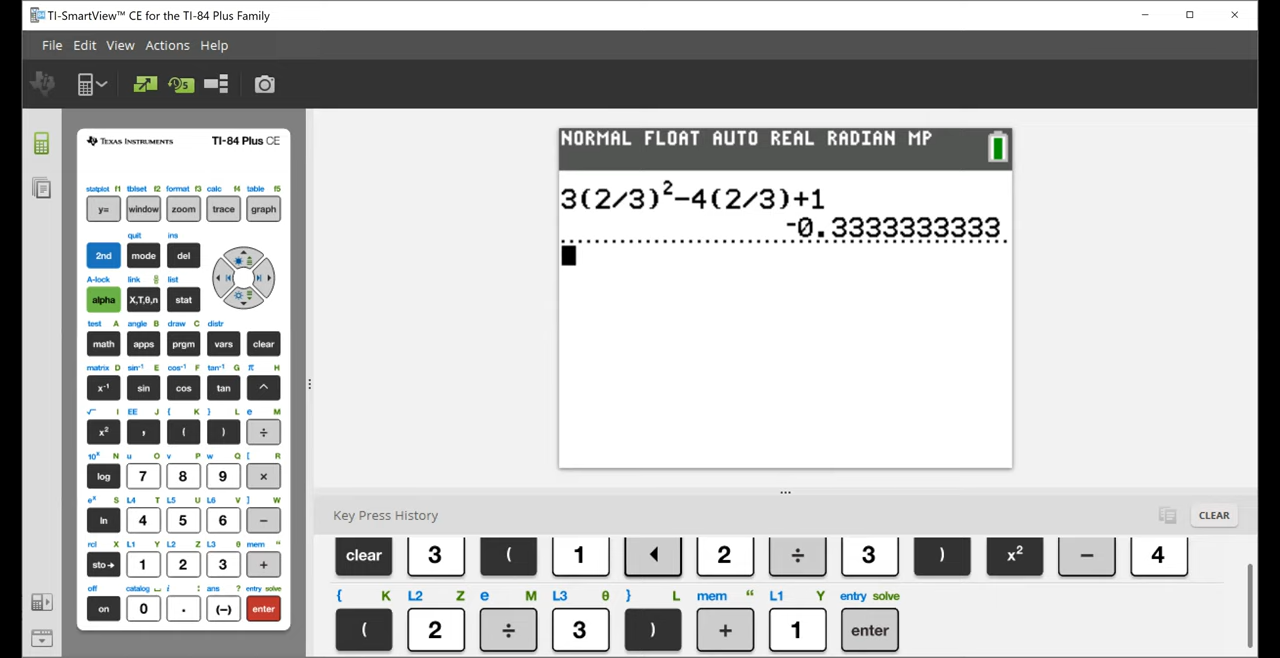 TI-SmartView™ CE for the TI-84 Plus Family
File Edit View Actions Help
TEXAS INSTRUMENTS TI-84 Plus CE
statplot f1 tblset f2 format f3 calc f4 table f5
y= window zoom trace graph
quit ins
2nd mode del
A-lock link list
alpha X,T,θ,n stat
test A angle B draw C distr
math apps prgm vars clear
matrix D sin⁻¹ E cos⁻¹ F tan⁻¹ G π H
x⁻¹ sin cos tan ^
√ I EE J { K } L e M
x² , ( ) ÷
10ˣ N u O v P w Q [ R
log 7 8 9 ×
eˣ S L4 T L5 U L6 V ] W
ln 4 5 6 −
rcl X L1 Y L2 Z L3 θ mem “
sto→ 1 2 3 +
off catalog ␣ i : ans ? entry solve
on 0 . (−) enter
NORMAL FLOAT AUTO REAL RADIAN MP
3(2/3)²−4(2/3)+1
⁻0.3333333333
Key Press History
CLEAR
clear 3 ( 1 2 ÷ 3 ) x² − 4
{ K L2 Z e M L3 θ } L mem “ L1 Y entry solve
( 2 ÷ 3 ) + 1 enter